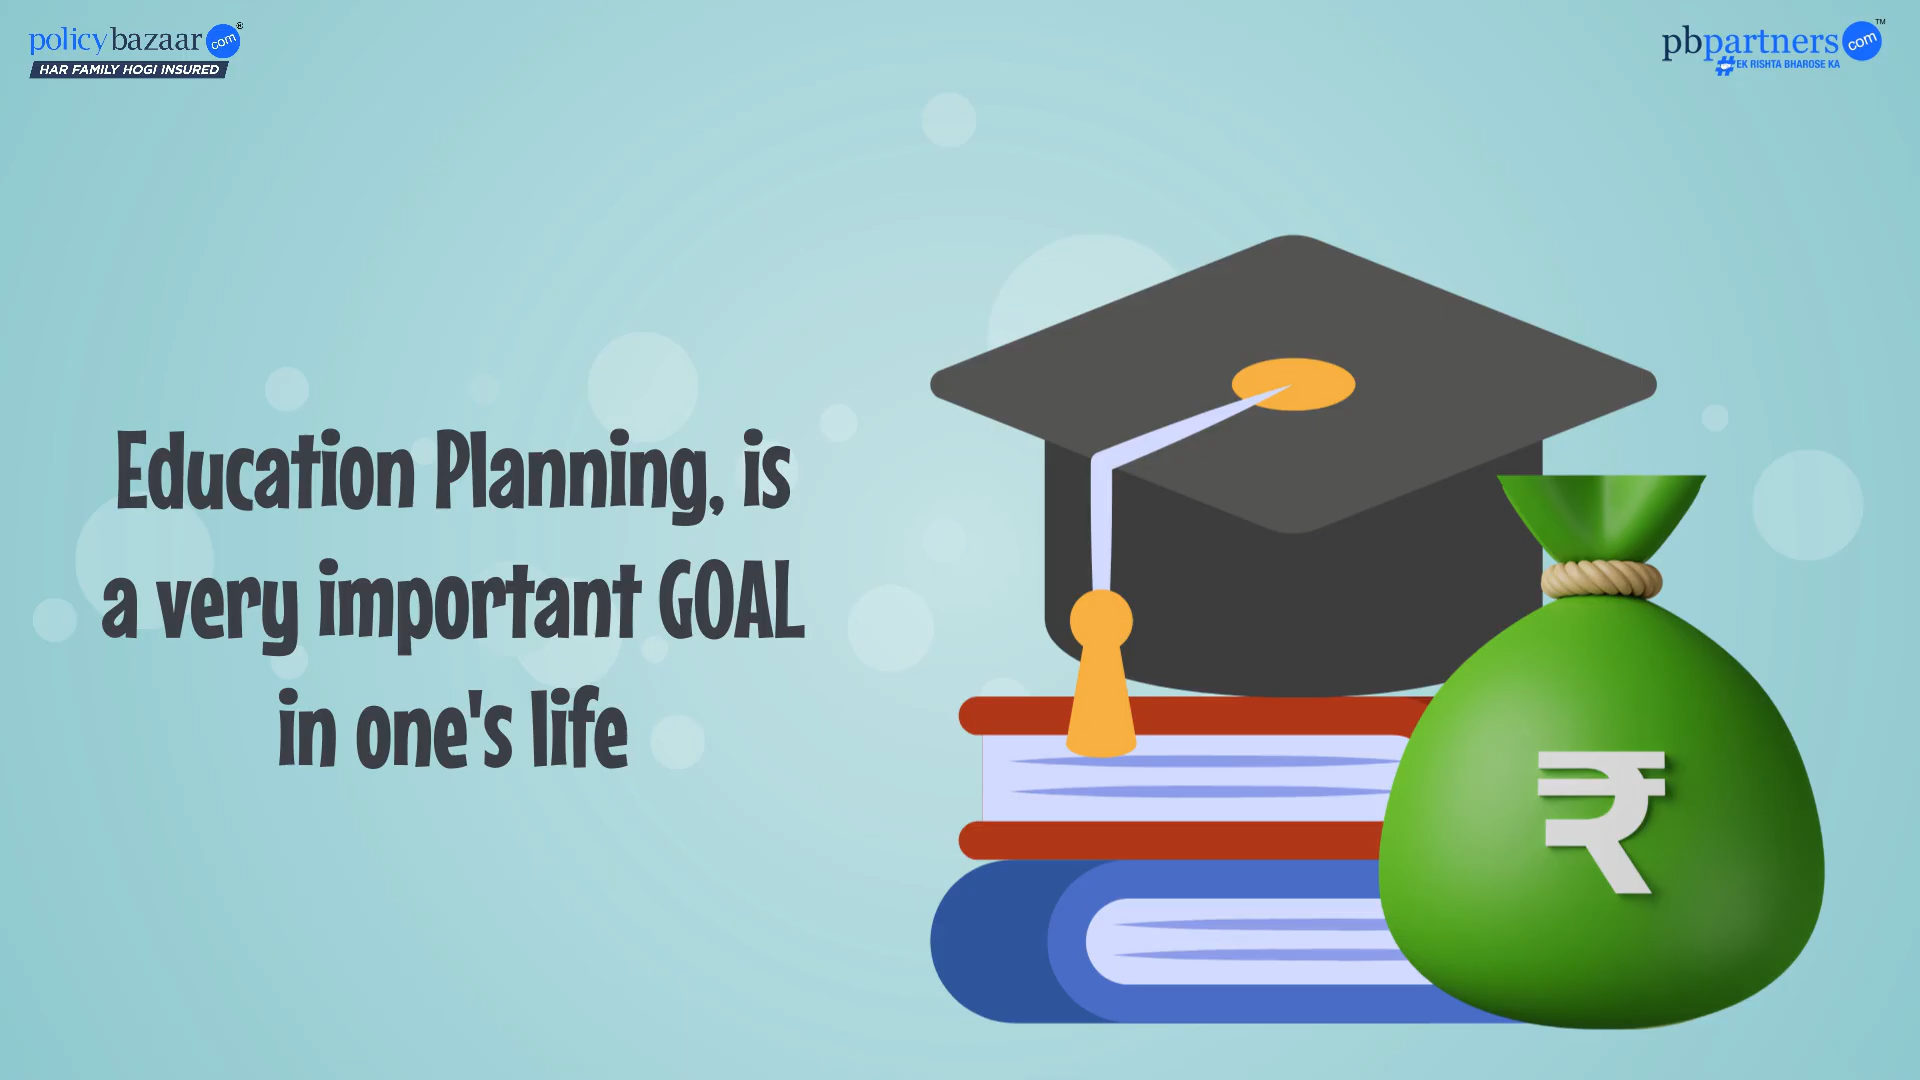 policybazaar.com®
HAR FAMILY HOGI INSURED
pbpartners.com™
#EK RISHTA BHAROSE KA
Education Planning, is
a very important GOAL
in one's life
₹